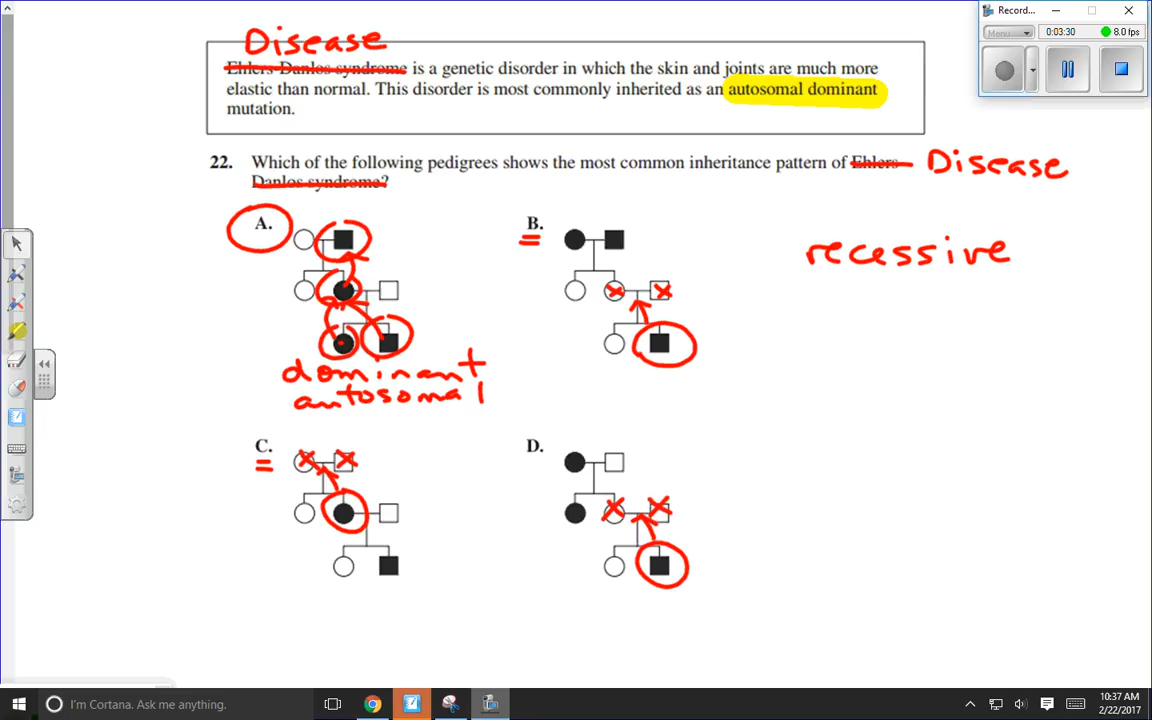 Record...
Menu
0:03:30
8.0 fps
Disease
Ehlers-Danlos syndrome is a genetic disorder in which the skin and joints are much more
elastic than normal. This disorder is most commonly inherited as an autosomal dominant
mutation.
22. Which of the following pedigrees shows the most common inheritance pattern of Ehlers- Disease
Danlos syndrome?
A.
B.
recessive
dominant
autosomal
C.
D.
I'm Cortana. Ask me anything.
10:37 AM
2/22/2017